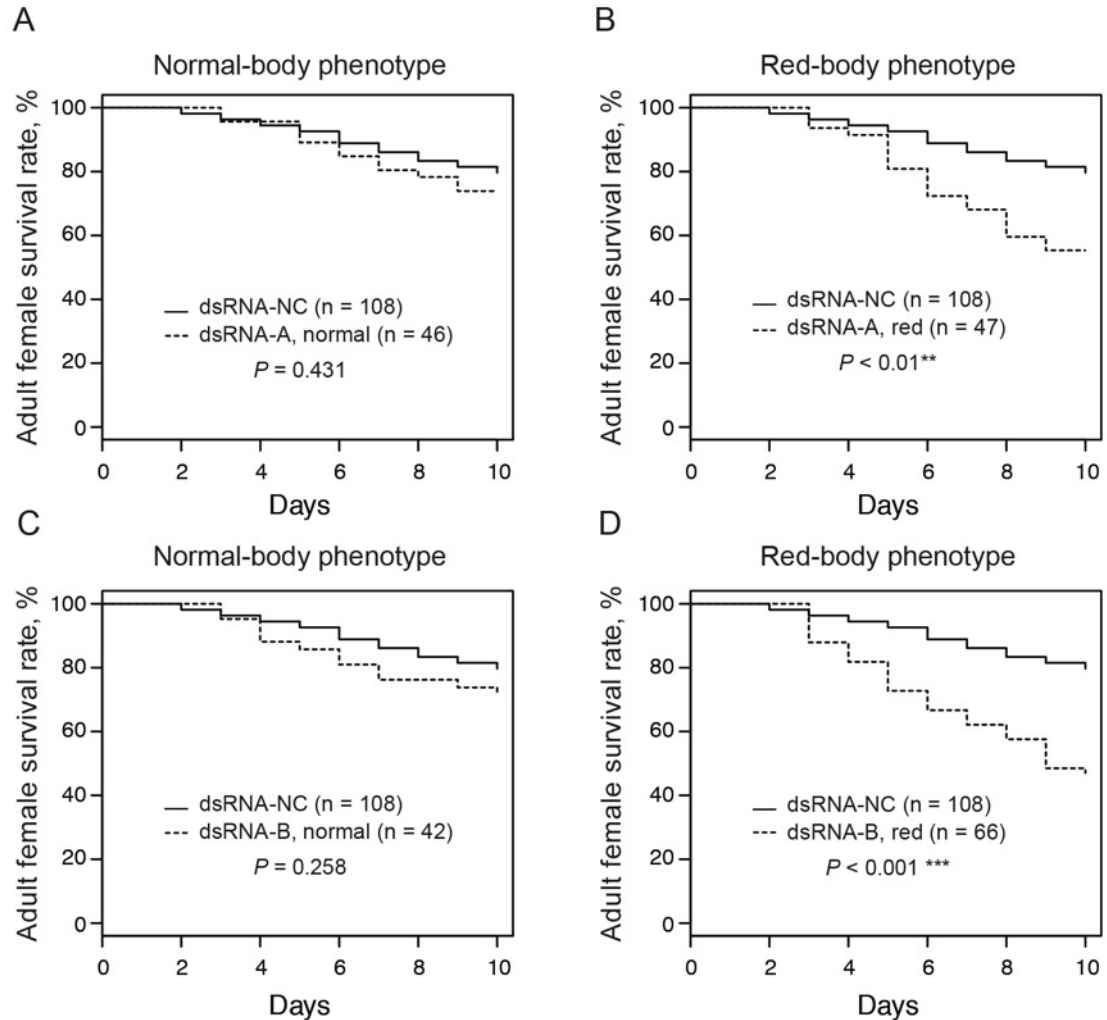 A
Normal-body phenotype
Adult female survival rate, %
100
80
60
40
20
0
dsRNA-NC (n = 108)
dsRNA-A, normal (n = 46)
P = 0.431
0 2 4 6 8 10
Days
B
Red-body phenotype
Adult female survival rate, %
100
80
60
40
20
0
dsRNA-NC (n = 108)
dsRNA-A, red (n = 47)
P < 0.01**
0 2 4 6 8 10
Days
C
Normal-body phenotype
Adult female survival rate, %
100
80
60
40
20
0
dsRNA-NC (n = 108)
dsRNA-B, normal (n = 42)
P = 0.258
0 2 4 6 8 10
Days
D
Red-body phenotype
Adult female survival rate, %
100
80
60
40
20
0
dsRNA-NC (n = 108)
dsRNA-B, red (n = 66)
P < 0.001 ***
0 2 4 6 8 10
Days